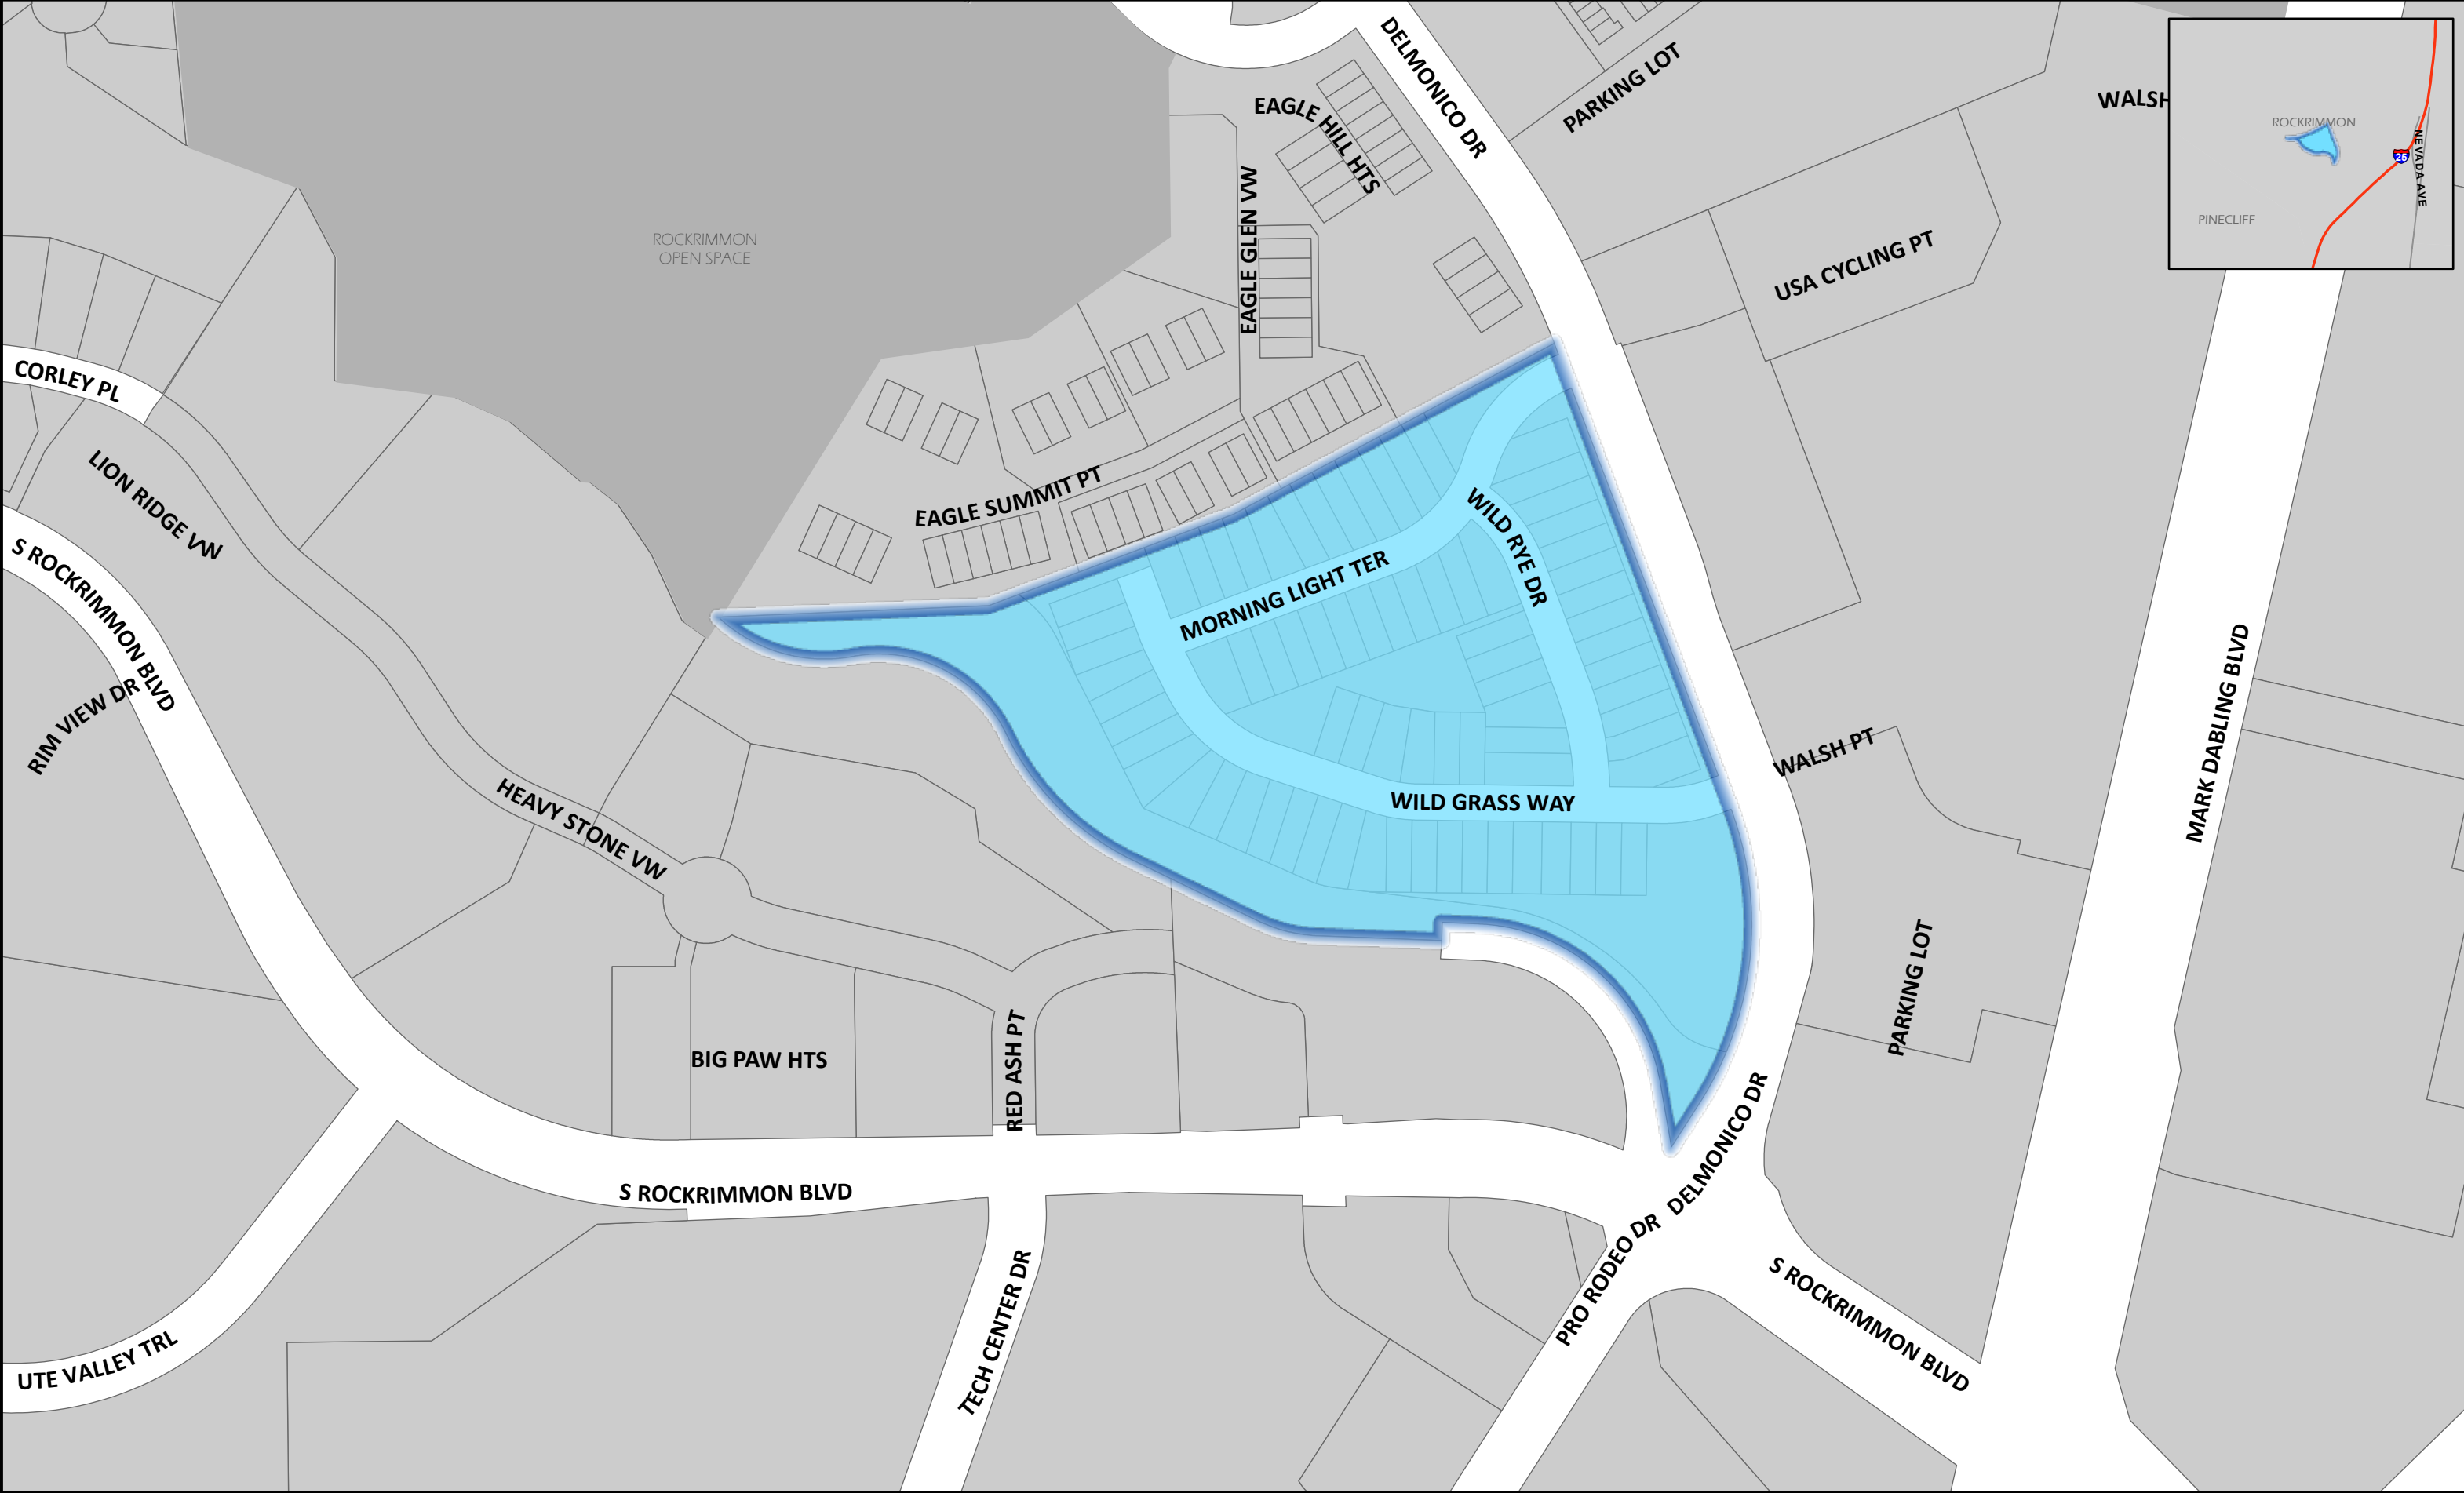 DELMONICO DR
PARKING LOT
WALSH
EAGLE HILL HTS
ROCKRIMMON
25
NEVADA AVE
PINECLIFF
ROCKRIMMON
OPEN SPACE
EAGLE GLEN VW
USA CYCLING PT
CORLEY PL
LION RIDGE VW
EAGLE SUMMIT PT
WILD RYE DR
MORNING LIGHT TER
S ROCKRIMMON BLVD
RIM VIEW DR
MARK DABLING BLVD
WALSH PT
HEAVY STONE VW
WILD GRASS WAY
PARKING LOT
BIG PAW HTS
RED ASH PT
DELMONICO DR
S ROCKRIMMON BLVD
PRO RODEO DR
TECH CENTER DR
S ROCKRIMMON BLVD
UTE VALLEY TRL